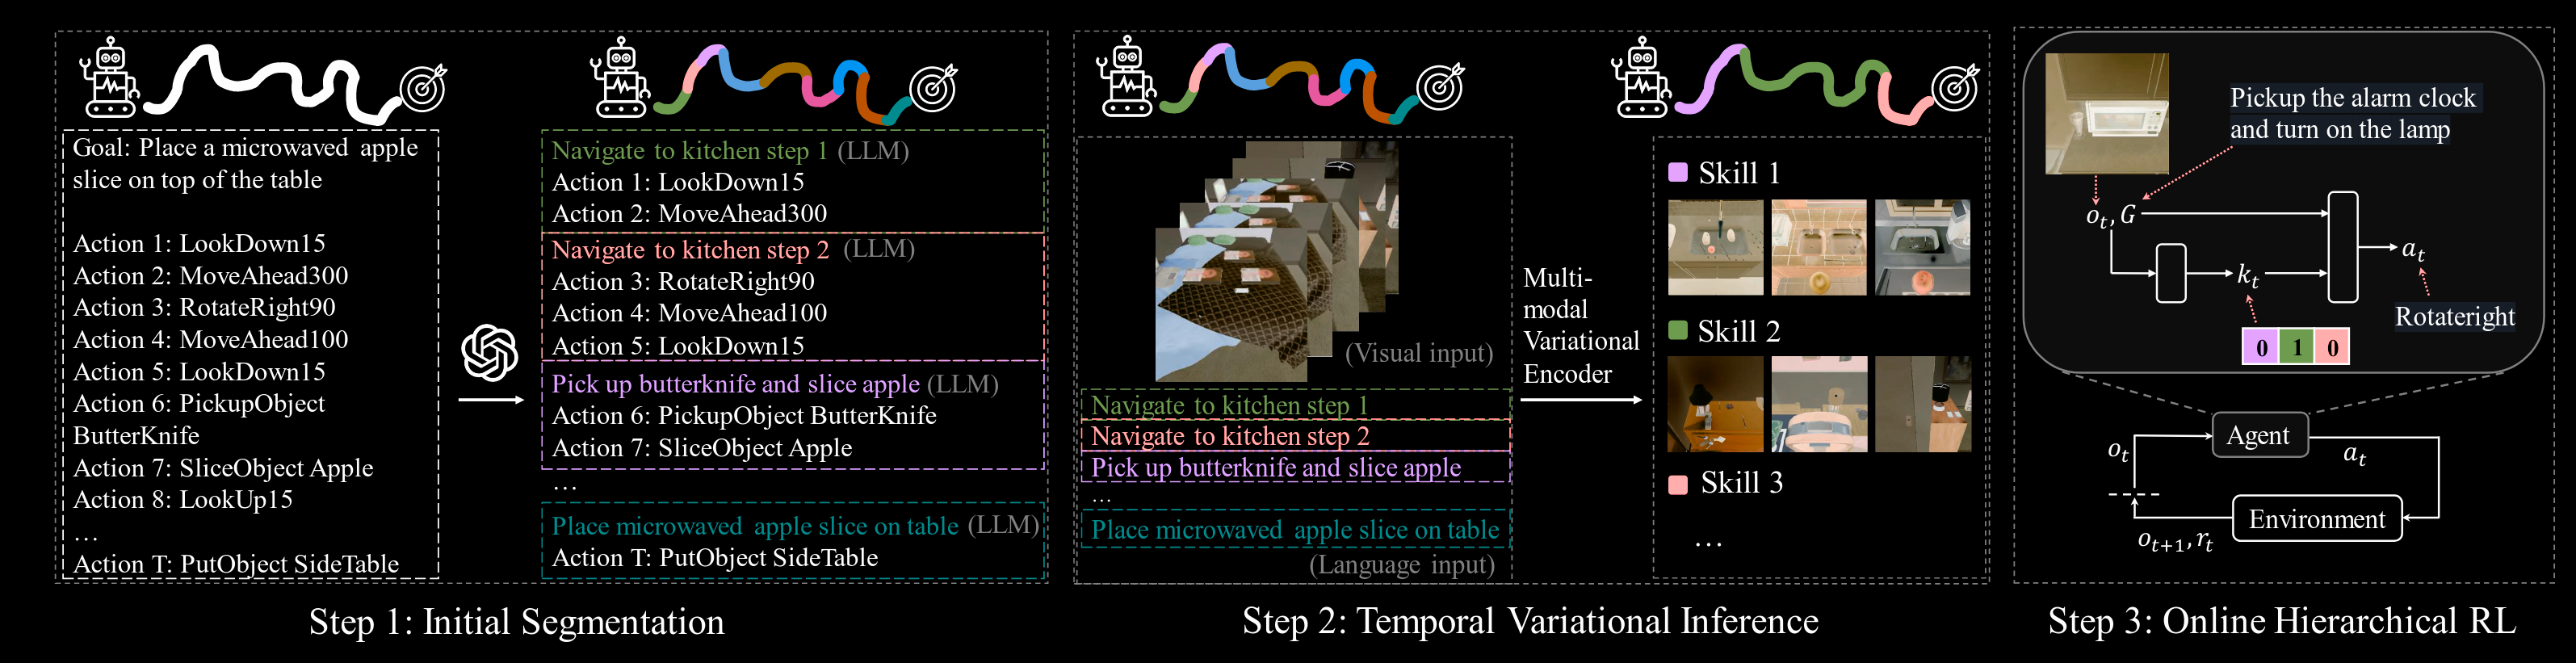 Goal: Place a microwaved apple
slice on top of the table
Action 1: LookDown15
Action 2: MoveAhead300
Action 3: RotateRight90
Action 4: MoveAhead100
Action 5: LookDown15
Action 6: PickupObject
ButterKnife
Action 7: SliceObject Apple
Action 8: LookUp15
…
Action T: PutObject SideTable
Navigate to kitchen step 1 (LLM)
Action 1: LookDown15
Action 2: MoveAhead300
Navigate to kitchen step 2 (LLM)
Action 3: RotateRight90
Action 4: MoveAhead100
Action 5: LookDown15
Pick up butterknife and slice apple (LLM)
Action 6: PickupObject ButterKnife
Action 7: SliceObject Apple
…
Place microwaved apple slice on table (LLM)
Action T: PutObject SideTable
Step 1: Initial Segmentation
(Visual input)
Navigate to kitchen step 1
Navigate to kitchen step 2
Pick up butterknife and slice apple
…
Place microwaved apple slice on table
(Language input)
Multi-
modal
Variational
Encoder
Skill 1
Skill 2
Skill 3
…
Step 2: Temporal Variational Inference
Pickup the alarm clock
and turn on the lamp
o_t, G
k_t
a_t
Rotateright
0 1 0
Agent
o_t
a_t
Environment
o_{t+1}, r_t
Step 3: Online Hierarchical RL